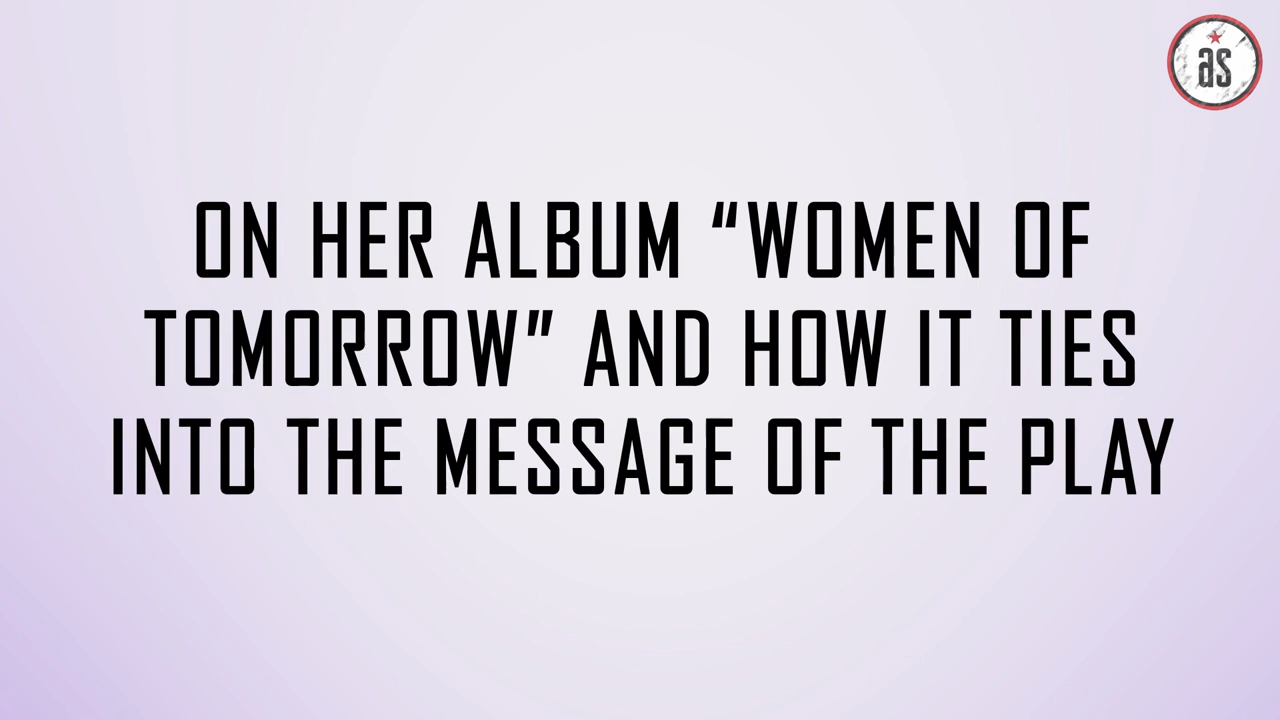 as
ON HER ALBUM “WOMEN OF
TOMORROW” AND HOW IT TIES
INTO THE MESSAGE OF THE PLAY